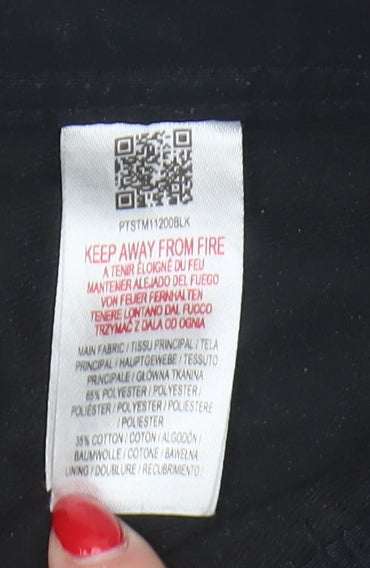 PTSTM11200BLK
KEEP AWAY FROM FIRE
A TENIR ÉLOIGNÉ DU FEU
MANTENER ALEJADO DEL FUEGO
VON FEUER FERNHALTEN
TENERE LONTANO DAL FUOCO
TRZYMAĆ Z DALA OD OGNIA
MAIN FABRIC / TISSU PRINCIPAL / TELA
PRINCIPAL / HAUPTGEWEBE / TESSUTO
PRINCIPALE / GŁÓWNA TKANINA
65% POLYESTER / POLYESTER /
POLIÉSTER / POLYESTER / POLIESTERE
/ POLIESTER
35% COTTON / COTON / ALGODÓN /
BAUMWOLLE / COTONE / BAWEŁNA
LINING / DOUBLURE / RECUBRIMIENTO /